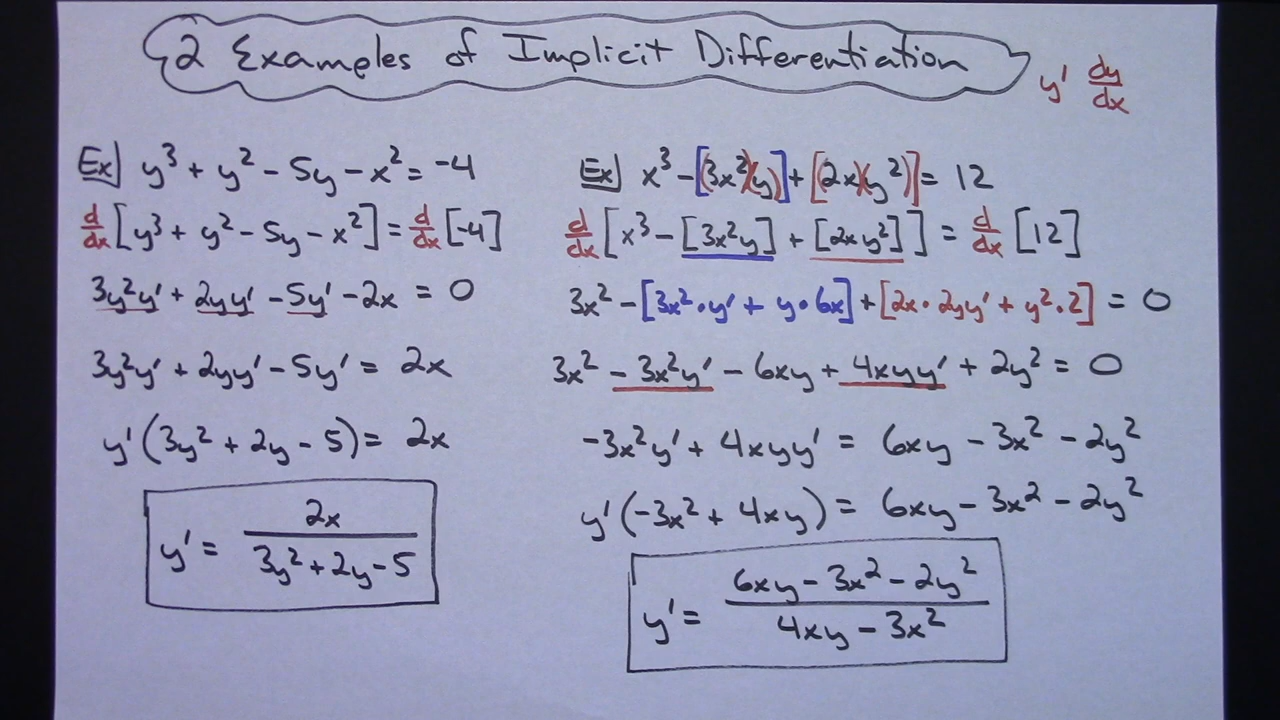 2 Examples of Implicit Differentiation
y' dy/dx
Ex] y³ + y² - 5y - x² = -4
d/dx [y³ + y² - 5y - x²] = d/dx [-4]
3y²y' + 2yy' - 5y' - 2x = 0
3y²y' + 2yy' - 5y' = 2x
y'(3y² + 2y - 5) = 2x
y' = 2x / (3y² + 2y - 5)
Ex] x³ - [(3x²)(y)] + [(2x)(y²)] = 12
d/dx [x³ - [3x²y] + [2xy²]] = d/dx [12]
3x² - [3x² · y' + y · 6x] + [2x · 2yy' + y² · 2] = 0
3x² - 3x²y' - 6xy + 4xyy' + 2y² = 0
-3x²y' + 4xyy' = 6xy - 3x² - 2y²
y'(-3x² + 4xy) = 6xy - 3x² - 2y²
y' = (6xy - 3x² - 2y²) / (4xy - 3x²)